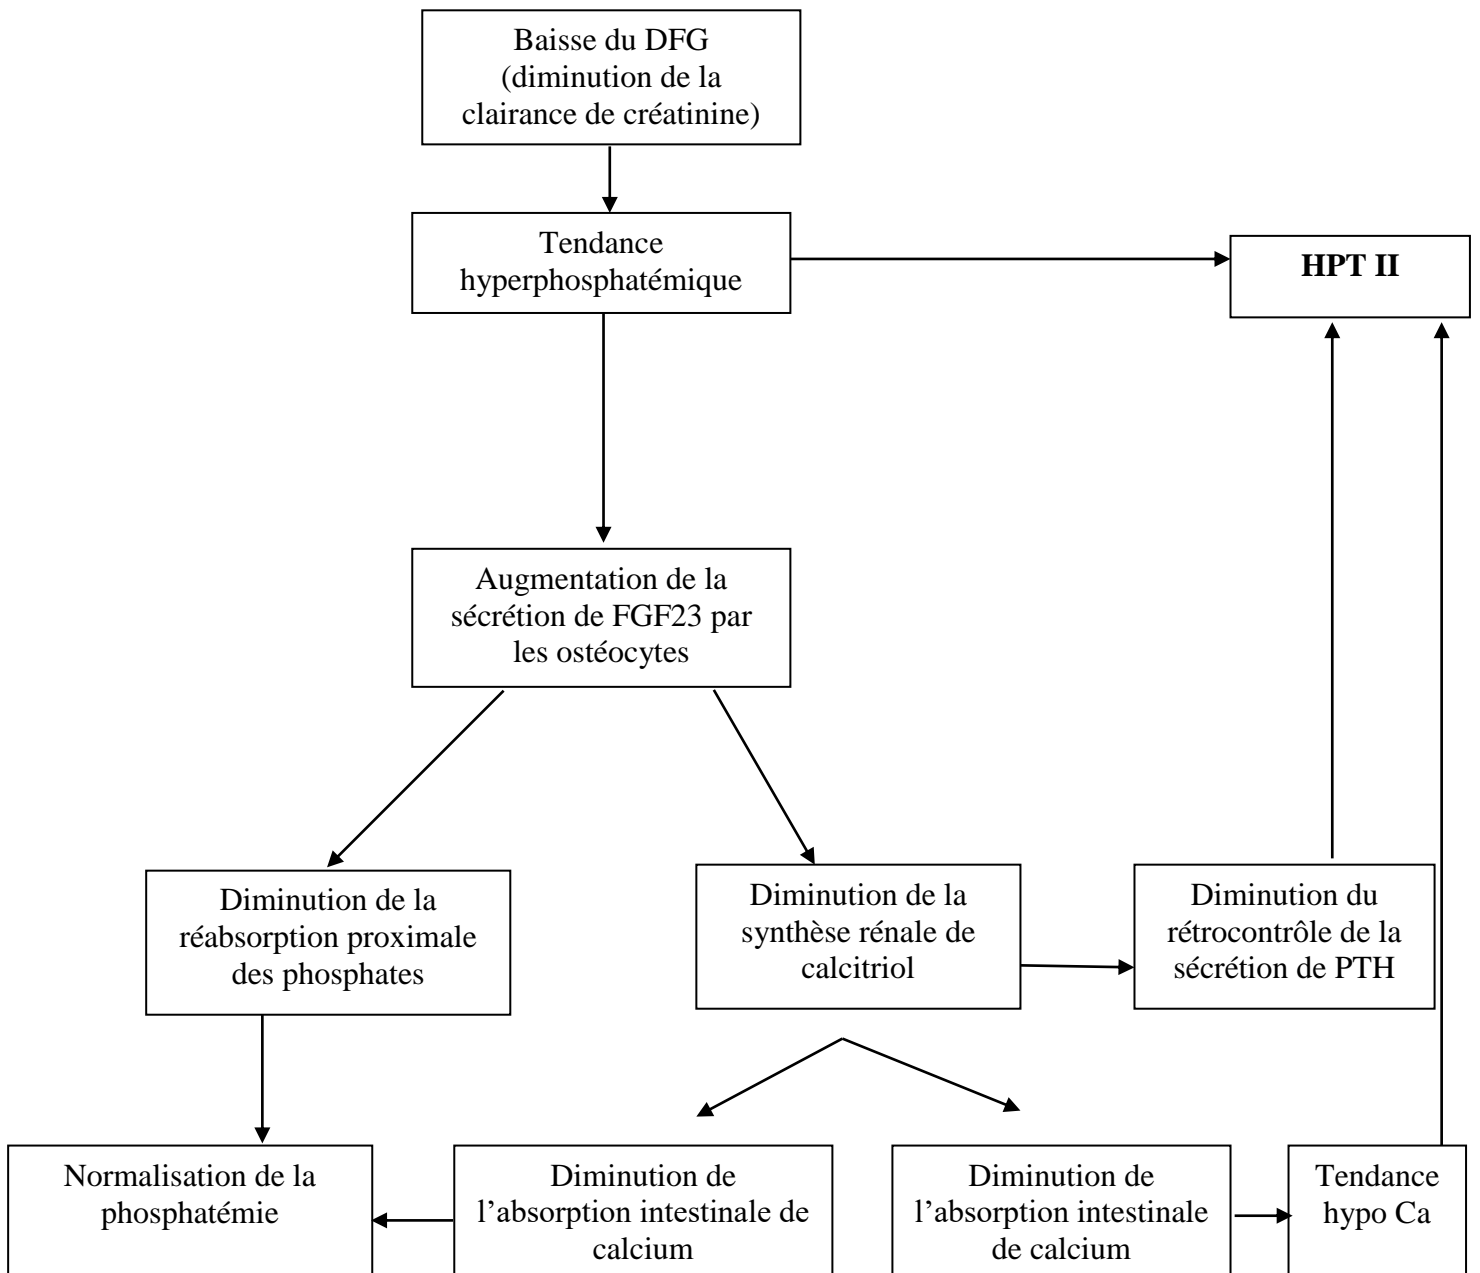 Baisse du DFG
(diminution de la
clairance de créatinine)
Tendance
hyperphosphatémique
HPT II
Augmentation de la
sécrétion de FGF23 par
les ostéocytes
Diminution de la
réabsorption proximale
des phosphates
Diminution de la
synthèse rénale de
calcitriol
Diminution du
rétrocontrôle de la
sécrétion de PTH
Normalisation de la
phosphatémie
Diminution de
l’absorption intestinale de
calcium
Diminution de
l’absorption intestinale
de calcium
Tendance
hypo Ca